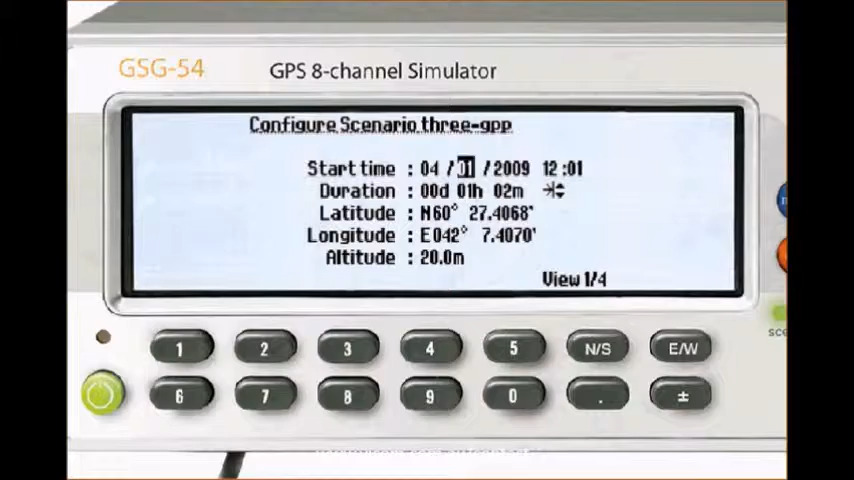 GSG-54
GPS 8-channel Simulator
Configure Scenario three-gpp
Start time : 04 /01 /2009 12 :01
Duration : 00d 01h 02m
Latitude : N60° 27.4068'
Longitude : E042° 7.4070'
Altitude : 20.0m
View 1/4
1 2 3 4 5 N/S E/W
6 7 8 9 0 . ±